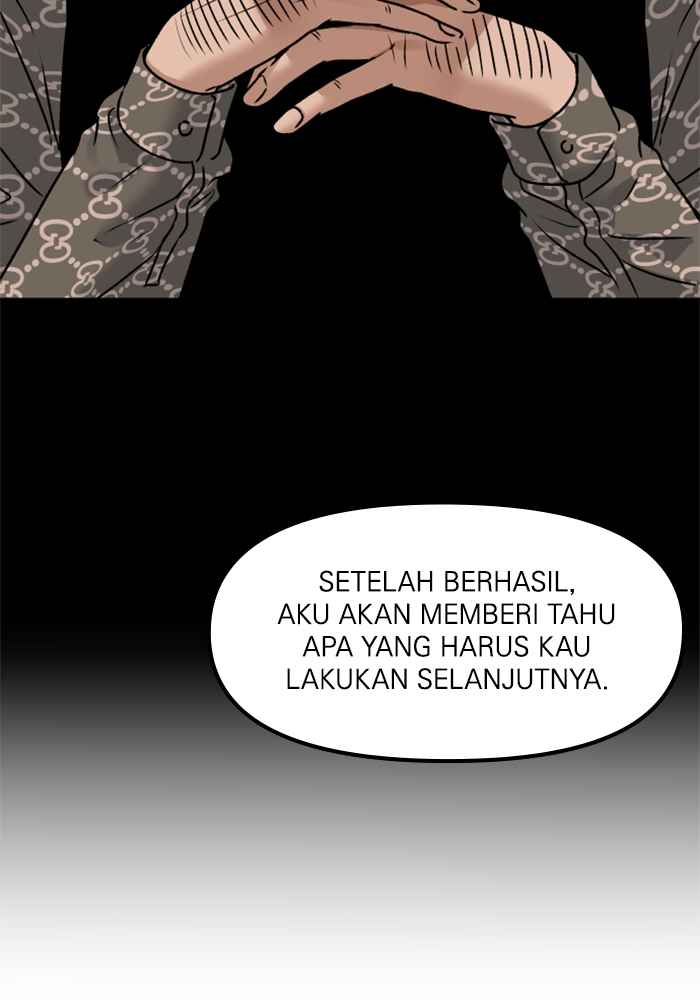 SETELAH BERHASIL,
AKU AKAN MEMBERI TAHU
APA YANG HARUS KAU
LAKUKAN SELANJUTNYA.